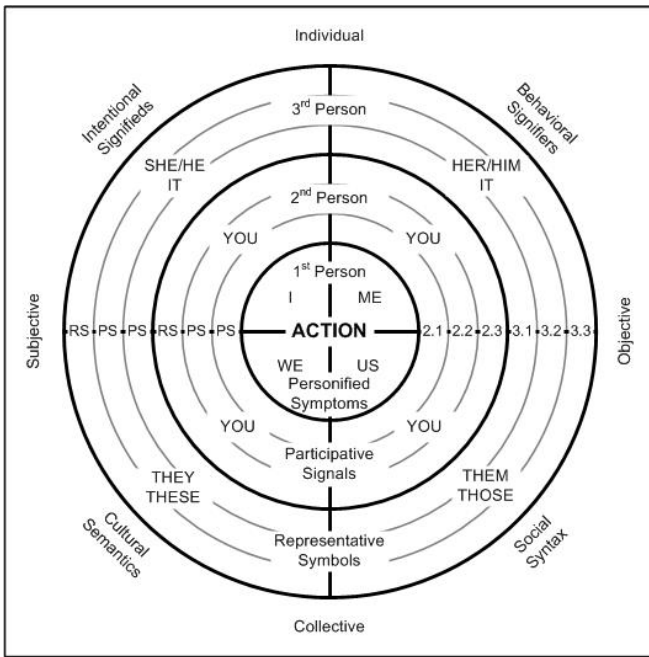 Individual
Intentional
Signifieds
Behavioral
Signifiers
3rd Person
SHE/HE
IT
HER/HIM
IT
2nd Person
YOU
YOU
1st Person
I
ME
Subjective
RS
PS
PS
RS
PS
PS
ACTION
2.1
2.2
2.3
3.1
3.2
3.3
Objective
WE
US
Personified
Symptoms
YOU
YOU
Participative
Signals
THEY
THESE
THEM
THOSE
Representative
Symbols
Cultural
Semantics
Social
Syntax
Collective